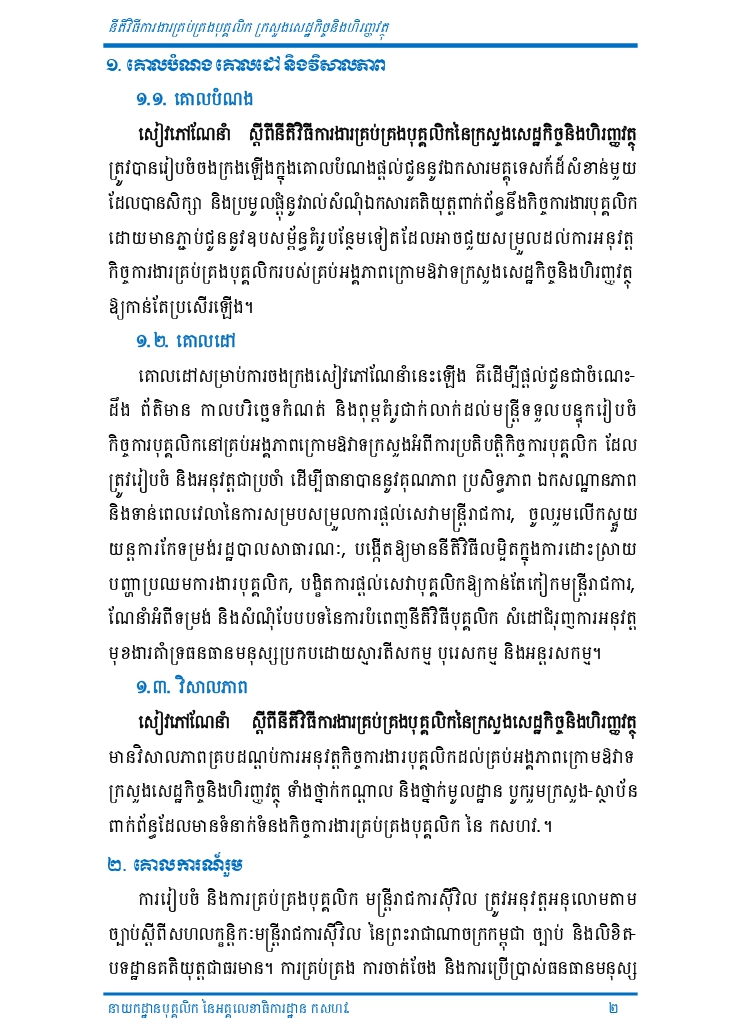 នីតិវិធីការងារគ្រប់គ្រងបុគ្គលិក ក្រសួងសេដ្ឋកិច្ចនិងហិរញ្ញវត្ថុ
១. គោលបំណង គោលដៅ និងវិសាលភាព
១.១. គោលបំណង
សៀវភៅណែនាំ ស្តីពីនីតិវិធីការងារគ្រប់គ្រងបុគ្គលិកនៃក្រសួងសេដ្ឋកិច្ចនិងហិរញ្ញវត្ថុ
ត្រូវបានរៀបចំចងក្រងឡើងក្នុងគោលបំណងផ្តល់ជូននូវឯកសារមគ្គុទេសក៍ដ៏សំខាន់មួយ
ដែលបានសិក្សា និងប្រមូលផ្តុំនូវរាល់សំណុំឯកសារគតិយុត្តពាក់ព័ន្ធនឹងកិច្ចការងារបុគ្គលិក
ដោយមានភ្ជាប់ជូននូវឧបសម្ព័ន្ធគំរូបន្ថែមទៀតដែលអាចជួយសម្រួលដល់ការអនុវត្ត
កិច្ចការងារគ្រប់គ្រងបុគ្គលិករបស់គ្រប់អង្គភាពក្រោមឱវាទក្រសួងសេដ្ឋកិច្ចនិងហិរញ្ញវត្ថុ
ឱ្យកាន់តែប្រសើរឡើង។
១.២. គោលដៅ
គោលដៅសម្រាប់ការចងក្រងសៀវភៅណែនាំនេះឡើង គឺដើម្បីផ្តល់ជូនជាចំណេះ-
ដឹង ព័ត៌មាន កាលបរិច្ឆេទកំណត់ និងពុម្ពគំរូជាក់លាក់ដល់មន្ត្រីទទួលបន្ទុករៀបចំ
កិច្ចការបុគ្គលិកនៅគ្រប់អង្គភាពក្រោមឱវាទក្រសួងអំពីការប្រតិបត្តិកិច្ចការបុគ្គលិក ដែល
ត្រូវរៀបចំ និងអនុវត្តជាប្រចាំ ដើម្បីធានាបាននូវគុណភាព ប្រសិទ្ធភាព ឯកសណ្ឋានភាព
និងទាន់ពេលវេលានៃការសម្របសម្រួលការផ្តល់សេវាមន្ត្រីរាជការ, ចូលរួមលើកស្ទួយ
យន្តការកែទម្រង់រដ្ឋបាលសាធារណៈ, បង្កើតឱ្យមាននីតិវិធីលម្អិតក្នុងការដោះស្រាយ
បញ្ហាប្រឈមការងារបុគ្គលិក, បង្ខិតការផ្តល់សេវាបុគ្គលិកឱ្យកាន់តែកៀកមន្ត្រីរាជការ,
ណែនាំអំពីទម្រង់ និងសំណុំបែបបទនៃការបំពេញនីតិវិធីបុគ្គលិក សំដៅជំរុញការអនុវត្ត
មុខងារគាំទ្រធនធានមនុស្សប្រកបដោយស្មារតីសកម្ម បុរេសកម្ម និងអន្តរសកម្ម។
១.៣. វិសាលភាព
សៀវភៅណែនាំ ស្តីពីនីតិវិធីការងារគ្រប់គ្រងបុគ្គលិកនៃក្រសួងសេដ្ឋកិច្ចនិងហិរញ្ញវត្ថុ
មានវិសាលភាពគ្របដណ្តប់ការអនុវត្តកិច្ចការងារបុគ្គលិកដល់គ្រប់អង្គភាពក្រោមឱវាទ
ក្រសួងសេដ្ឋកិច្ចនិងហិរញ្ញវត្ថុ ទាំងថ្នាក់កណ្តាល និងថ្នាក់មូលដ្ឋាន បូករួមក្រសួង-ស្ថាប័ន
ពាក់ព័ន្ធដែលមានទំនាក់ទំនងកិច្ចការងារគ្រប់គ្រងបុគ្គលិក នៃ កសហវ.។
២. គោលការណ៍រួម
ការរៀបចំ និងការគ្រប់គ្រងបុគ្គលិក មន្ត្រីរាជការស៊ីវិល ត្រូវអនុវត្តអនុលោមតាម
ច្បាប់ស្តីពីសហលក្ខន្តិកៈមន្ត្រីរាជការស៊ីវិល នៃព្រះរាជាណាចក្រកម្ពុជា ច្បាប់ និងលិខិត-
បទដ្ឋានគតិយុត្តជាធរមាន។ ការគ្រប់គ្រង ការចាត់ចែង និងការប្រើប្រាស់ធនធានមនុស្ស
នាយកដ្ឋានបុគ្គលិក នៃអគ្គលេខាធិការដ្ឋាន កសហវ. ២